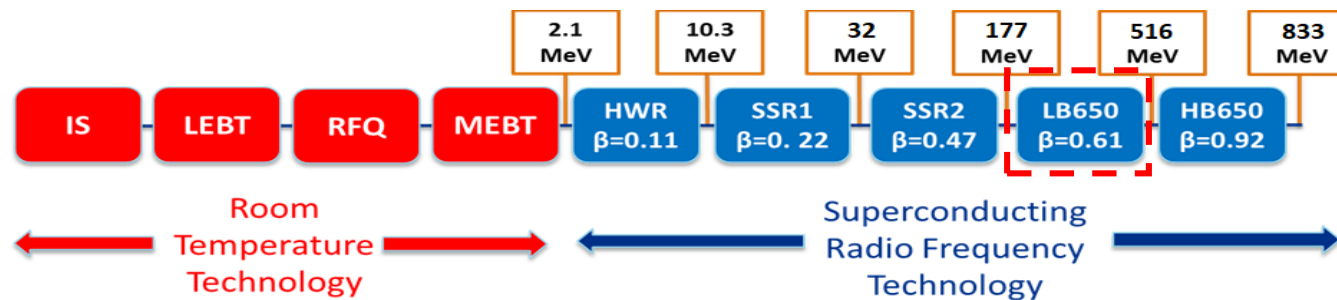 2.1
MeV
10.3
MeV
32
MeV
177
MeV
516
MeV
833
MeV
IS
LEBT
RFQ
MEBT
HWR
β=0.11
SSR1
β=0. 22
SSR2
β=0.47
LB650
β=0.61
HB650
β=0.92
Room
Temperature
Technology
Superconducting
Radio Frequency
Technology